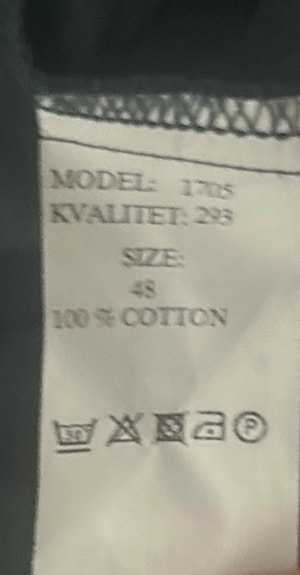 MODEL: 1705
KVALITET: 293
SIZE:
48
100 % COTTON
P